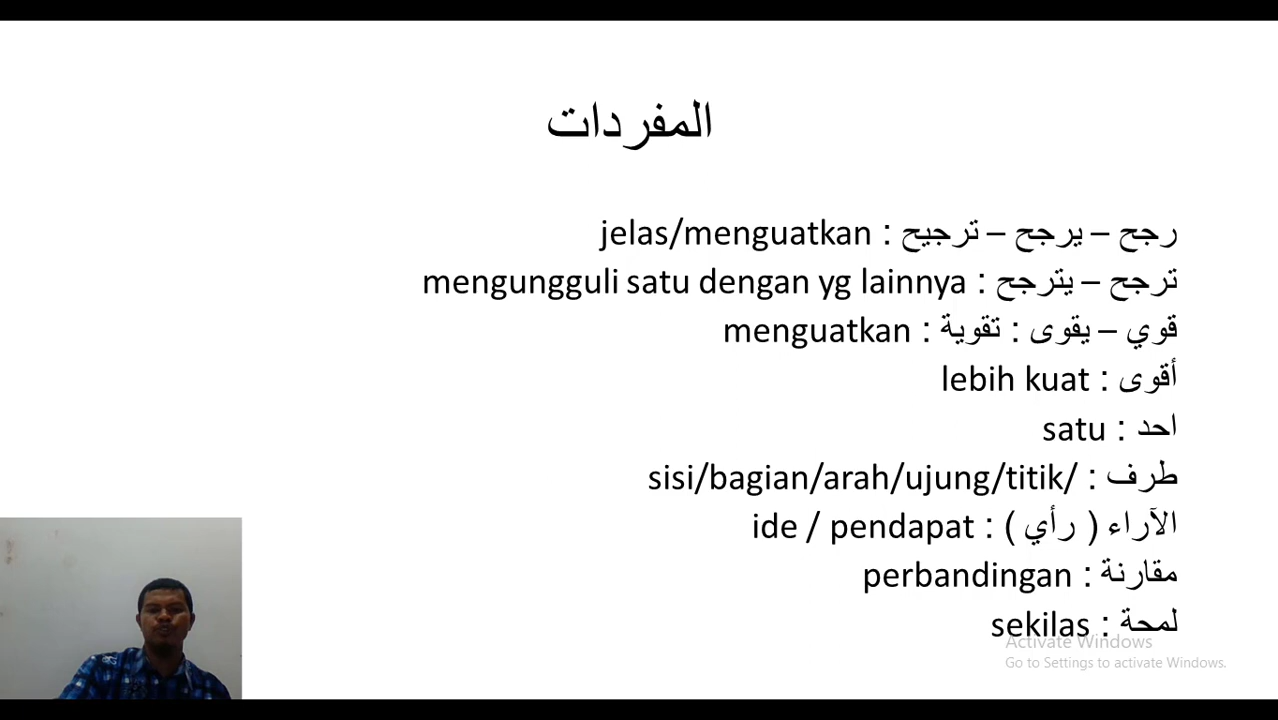 المفردات
رجح – يرجح – ترجيح : jelas/menguatkan
ترجح – يترجح : mengungguli satu dengan yg lainnya
قوي – يقوى : تقوية : menguatkan
أقوى : lebih kuat
احد : satu
طرف : sisi/bagian/arah/ujung/titik/
الآراء ( رأي ) : ide / pendapat
مقارنة : perbandingan
لمحة : sekilas
Activate Windows
Go to Settings to activate Windows.